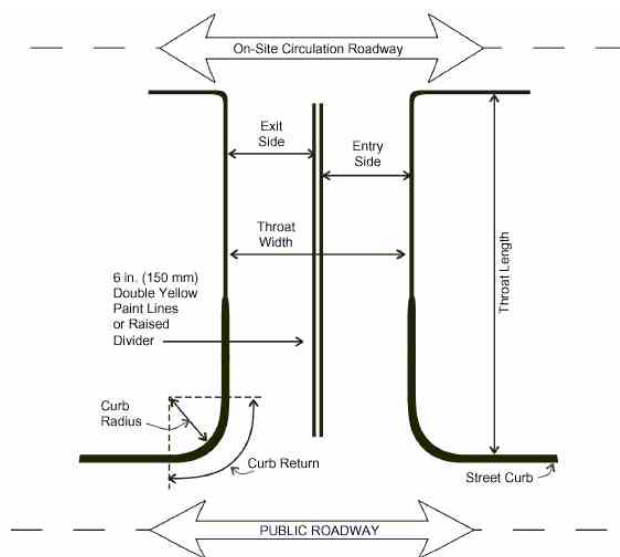 On-Site Circulation Roadway
Exit
Side
Entry
Side
Throat
Width
Throat Length
6 in. (150 mm)
Double Yellow
Paint Lines
or Raised
Divider
Curb
Radius
Curb Return
Street Curb
PUBLIC ROADWAY